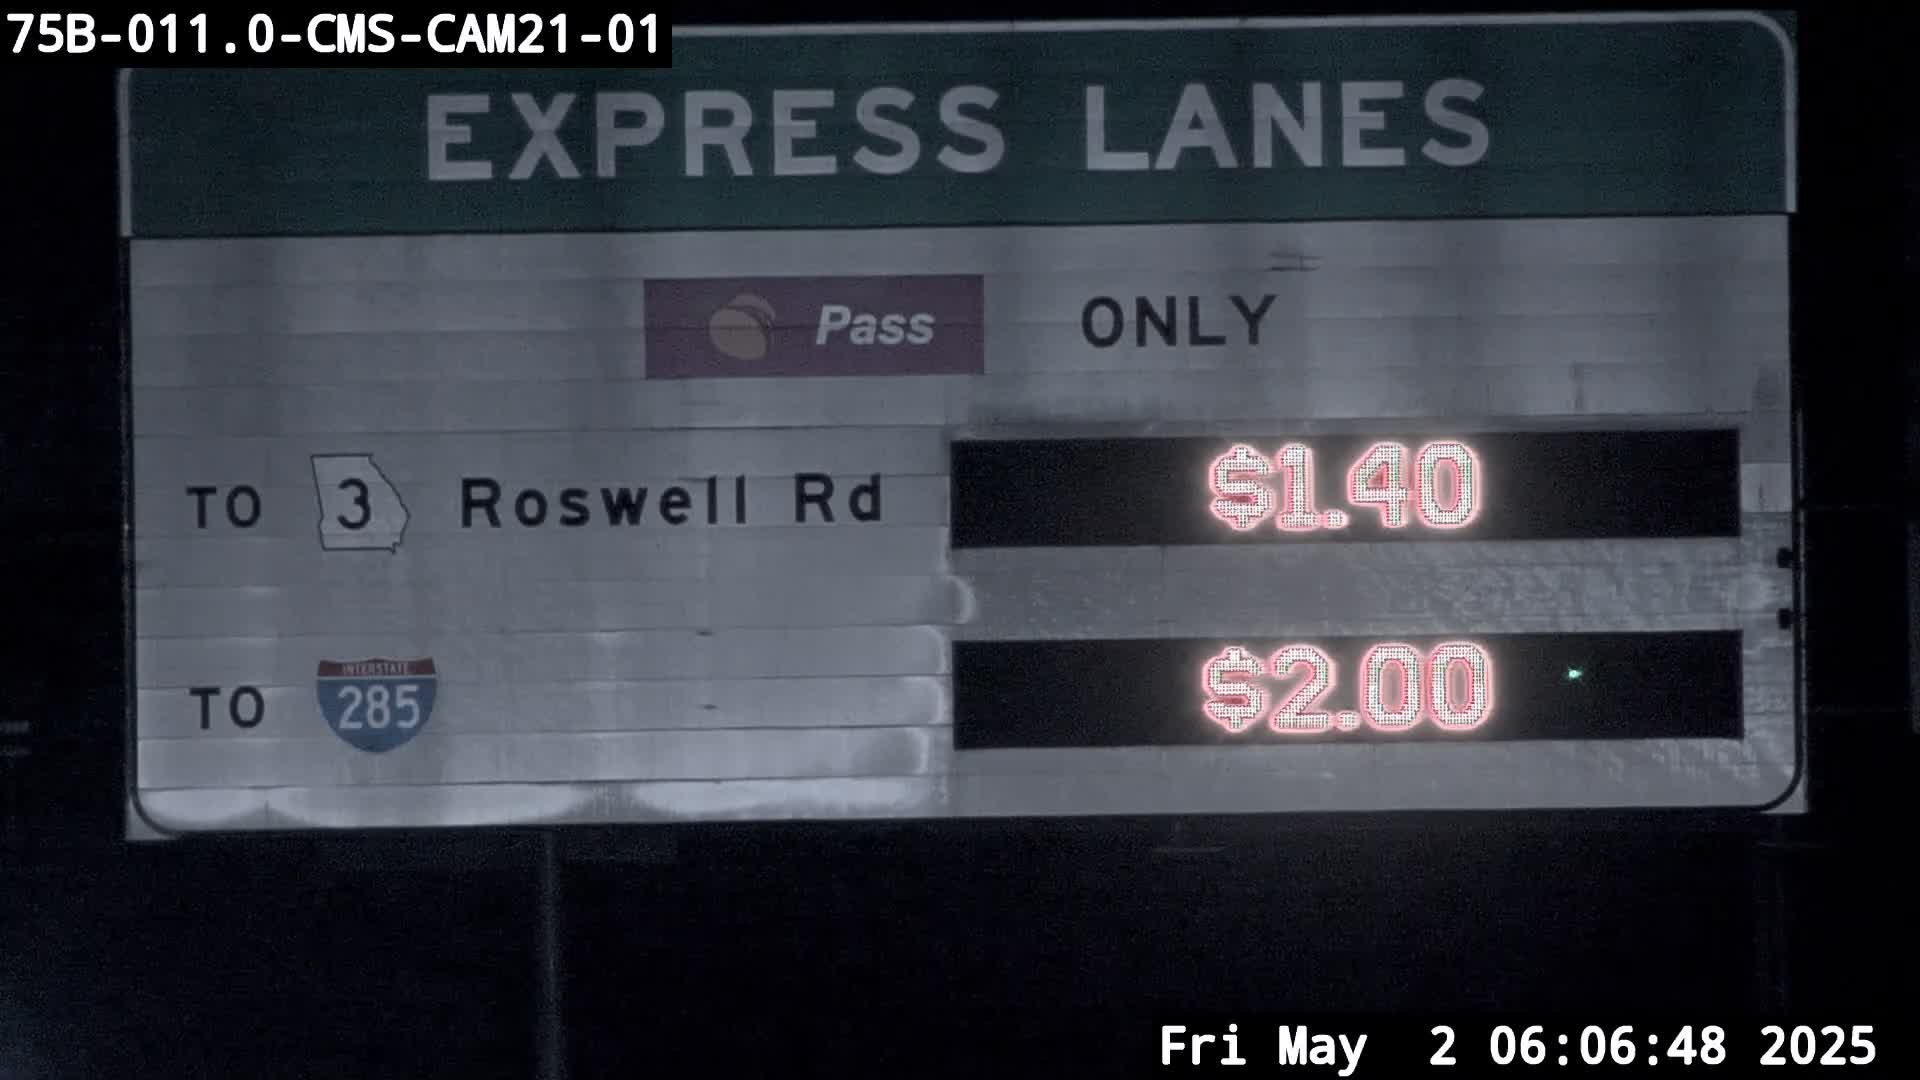 75B-011.0-CMS-CAM21-01
EXPRESS LANES
Pass ONLY
TO 3 Roswell Rd $1.40
INTERSTATE
TO 285 $2.00
Fri May 2 06:06:48 2025